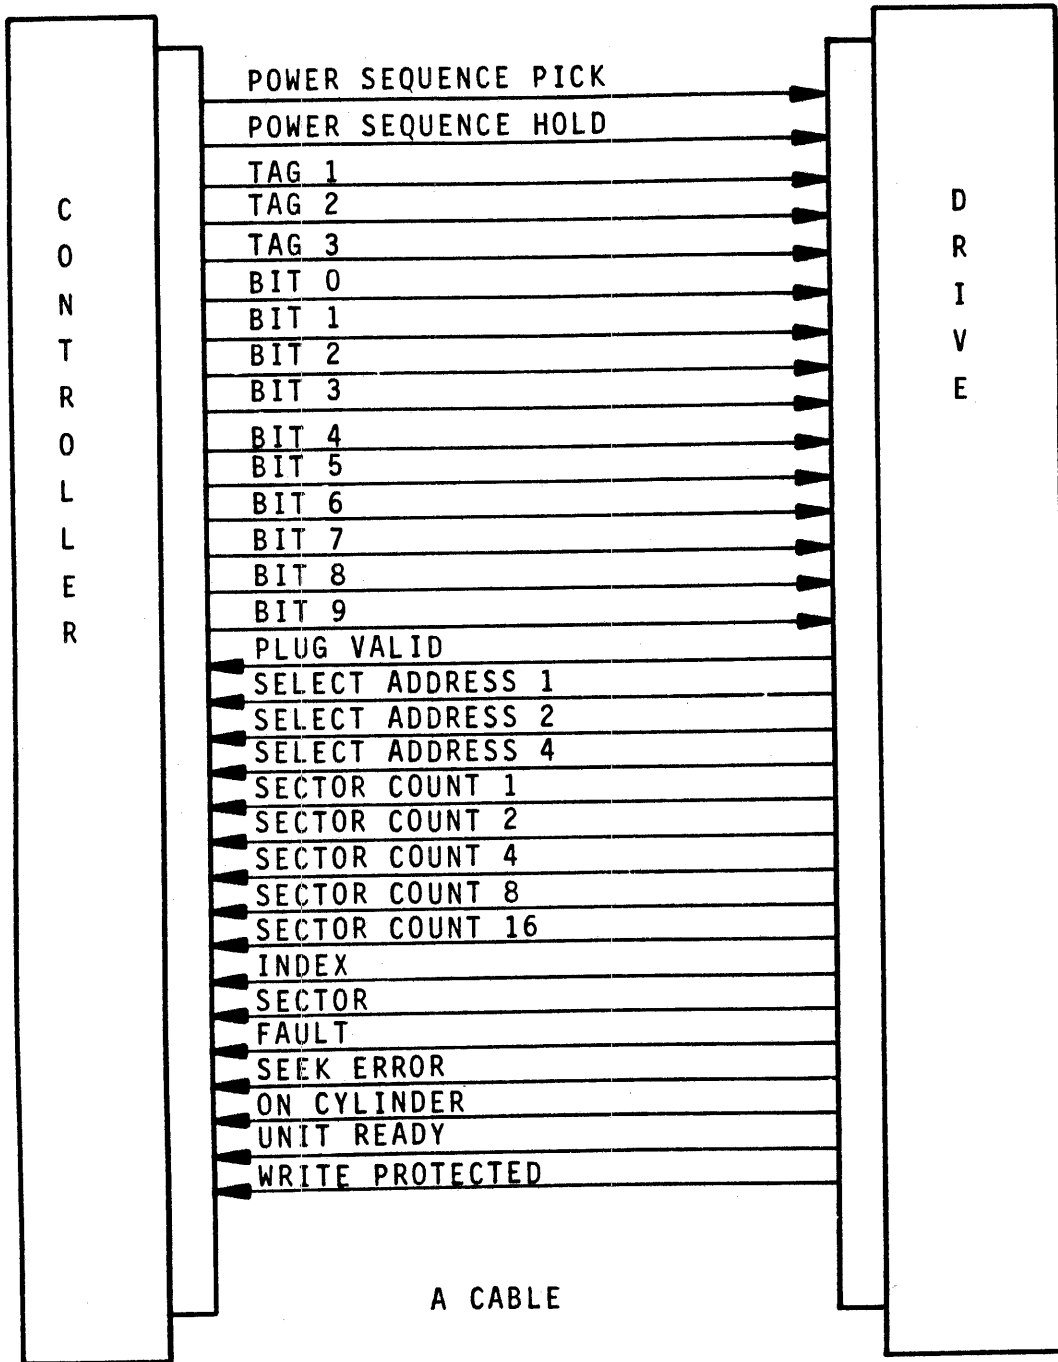 POWER SEQUENCE PICK
POWER SEQUENCE HOLD
TAG 1
TAG 2
TAG 3
BIT 0
BIT 1
BIT 2
BIT 3
BIT 4
BIT 5
BIT 6
BIT 7
BIT 8
BIT 9
PLUG VALID
SELECT ADDRESS 1
SELECT ADDRESS 2
SELECT ADDRESS 4
SECTOR COUNT 1
SECTOR COUNT 2
SECTOR COUNT 4
SECTOR COUNT 8
SECTOR COUNT 16
INDEX
SECTOR
FAULT
SEEK ERROR
ON CYLINDER
UNIT READY
WRITE PROTECTED
CONTROLLER
DRIVE
A CABLE